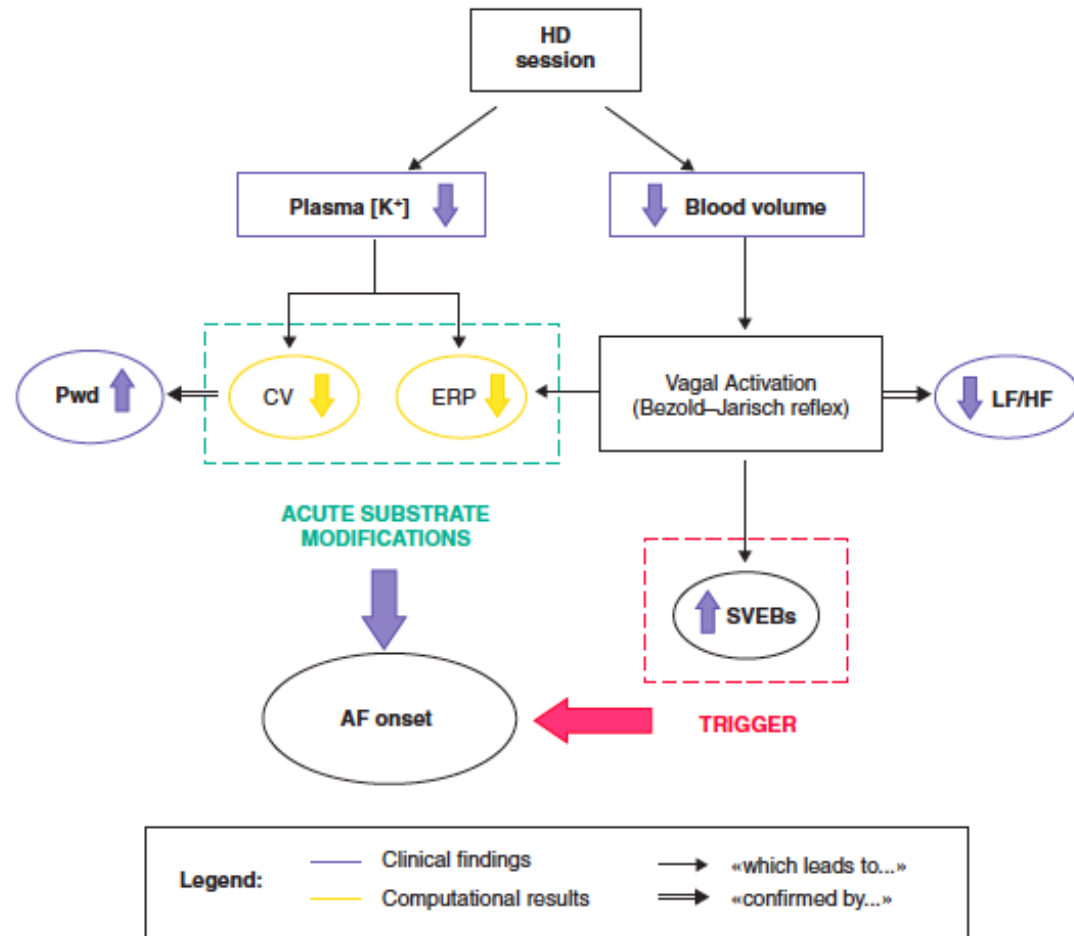 HD
session
Plasma [K+]
Blood volume
Pwd
CV
ERP
Vagal Activation
(Bezold–Jarisch reflex)
LF/HF
ACUTE SUBSTRATE
MODIFICATIONS
SVEBs
AF onset
TRIGGER
Legend:
Clinical findings
«which leads to...»
Computational results
«confirmed by...»